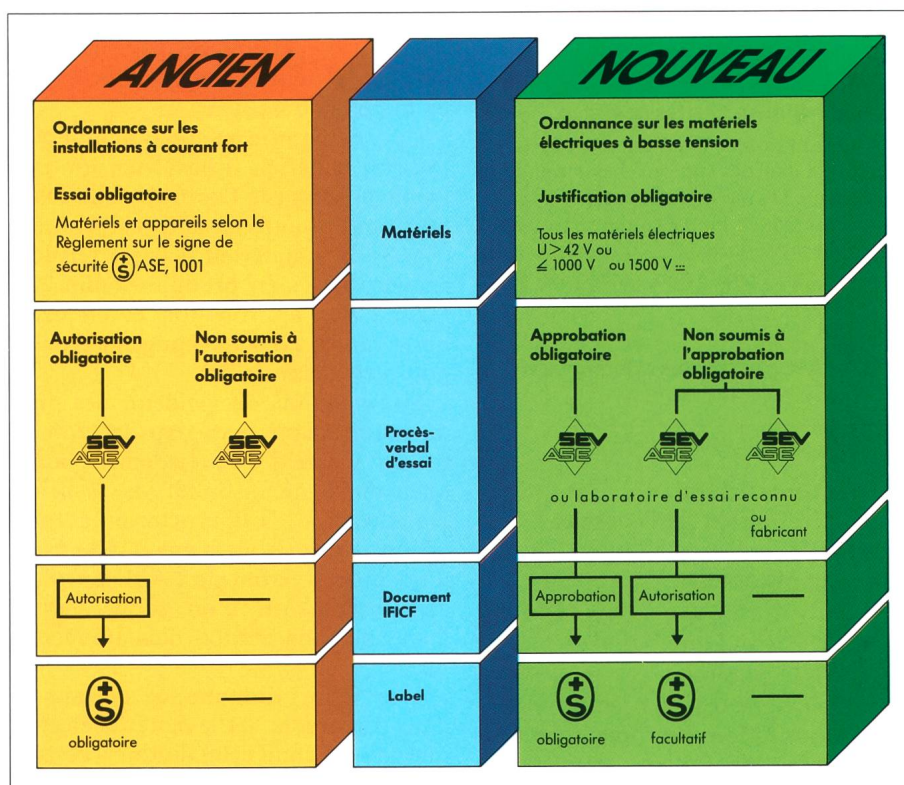 ANCIEN
Ordonnance sur les
installations à courant fort
Essai obligatoire
Matériels et appareils selon le
Règlement sur le signe de
sécurité +S ASE, 1001
Autorisation
obligatoire
Non soumis à
l'autorisation
obligatoire
SEV
ASE
SEV
ASE
Autorisation
+S
obligatoire
Matériels
Procès-
verbal
d'essai
Document
IFICF
Label
NOUVEAU
Ordonnance sur les matériels
électriques à basse tension
Justification obligatoire
Tous les matériels électriques
U > 42 V ou
≦ 1000 V ou 1500 V ⎓
Approbation
obligatoire
Non soumis à
l'approbation
obligatoire
SEV
ASE
SEV
ASE
SEV
ASE
ou laboratoire d'essai reconnu
ou
fabricant
Approbation
Autorisation
+S
obligatoire
+S
facultatif